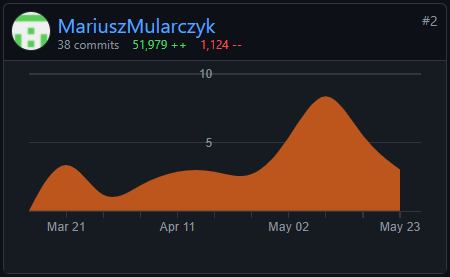 MariuszMularczyk
#2
38 commits 51,979 ++ 1,124 --
10
5
Mar 21 Apr 11 May 02 May 23